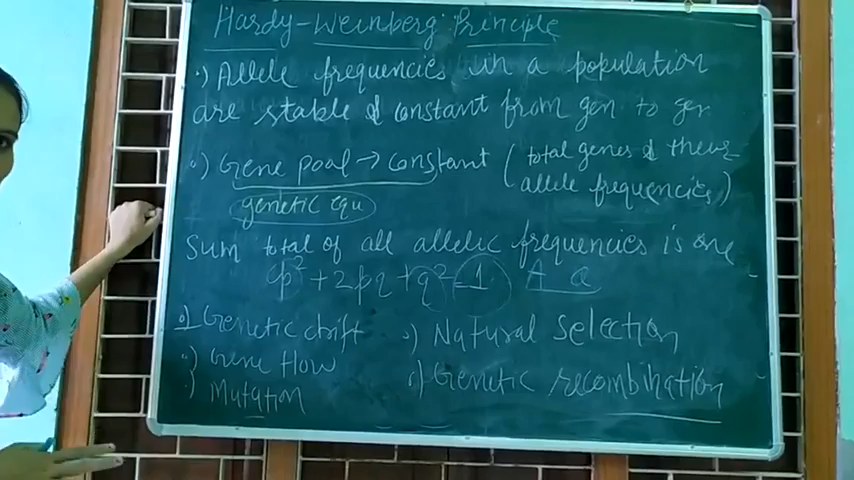 Hardy-Weinberg Principle
•) Allele frequencies in a population
are stable & constant from gen to gen
•) Gene pool → constant ( total genes & their
allele frequencies )
genetic equ
Sum total of all allelic frequencies is one
p² + 2pq + q² = 1 A a
•) Genetic drift •) Natural Selection
•) Gene flow •) Genetic recombination
•) Mutation